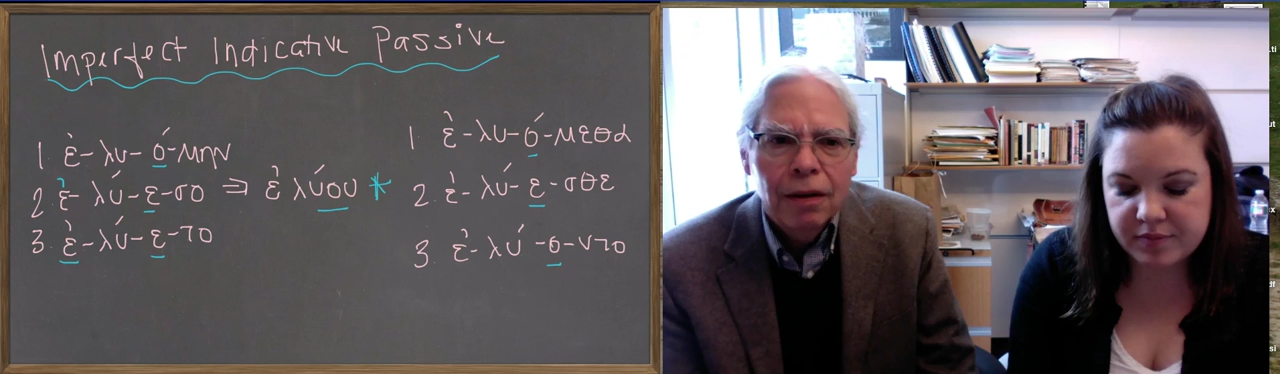 Imperfect Indicative Passive
1. ἐ-λυ-ό-μην
2 ἐ-λύ-ε-σο ⇒ ἐλύου *
3. ἐ-λύ-ε-το
1 ἐ-λυ-ό-μεθα
2. ἐ-λύ-ε-σθε
3. ἐ-λύ-ο-ντο